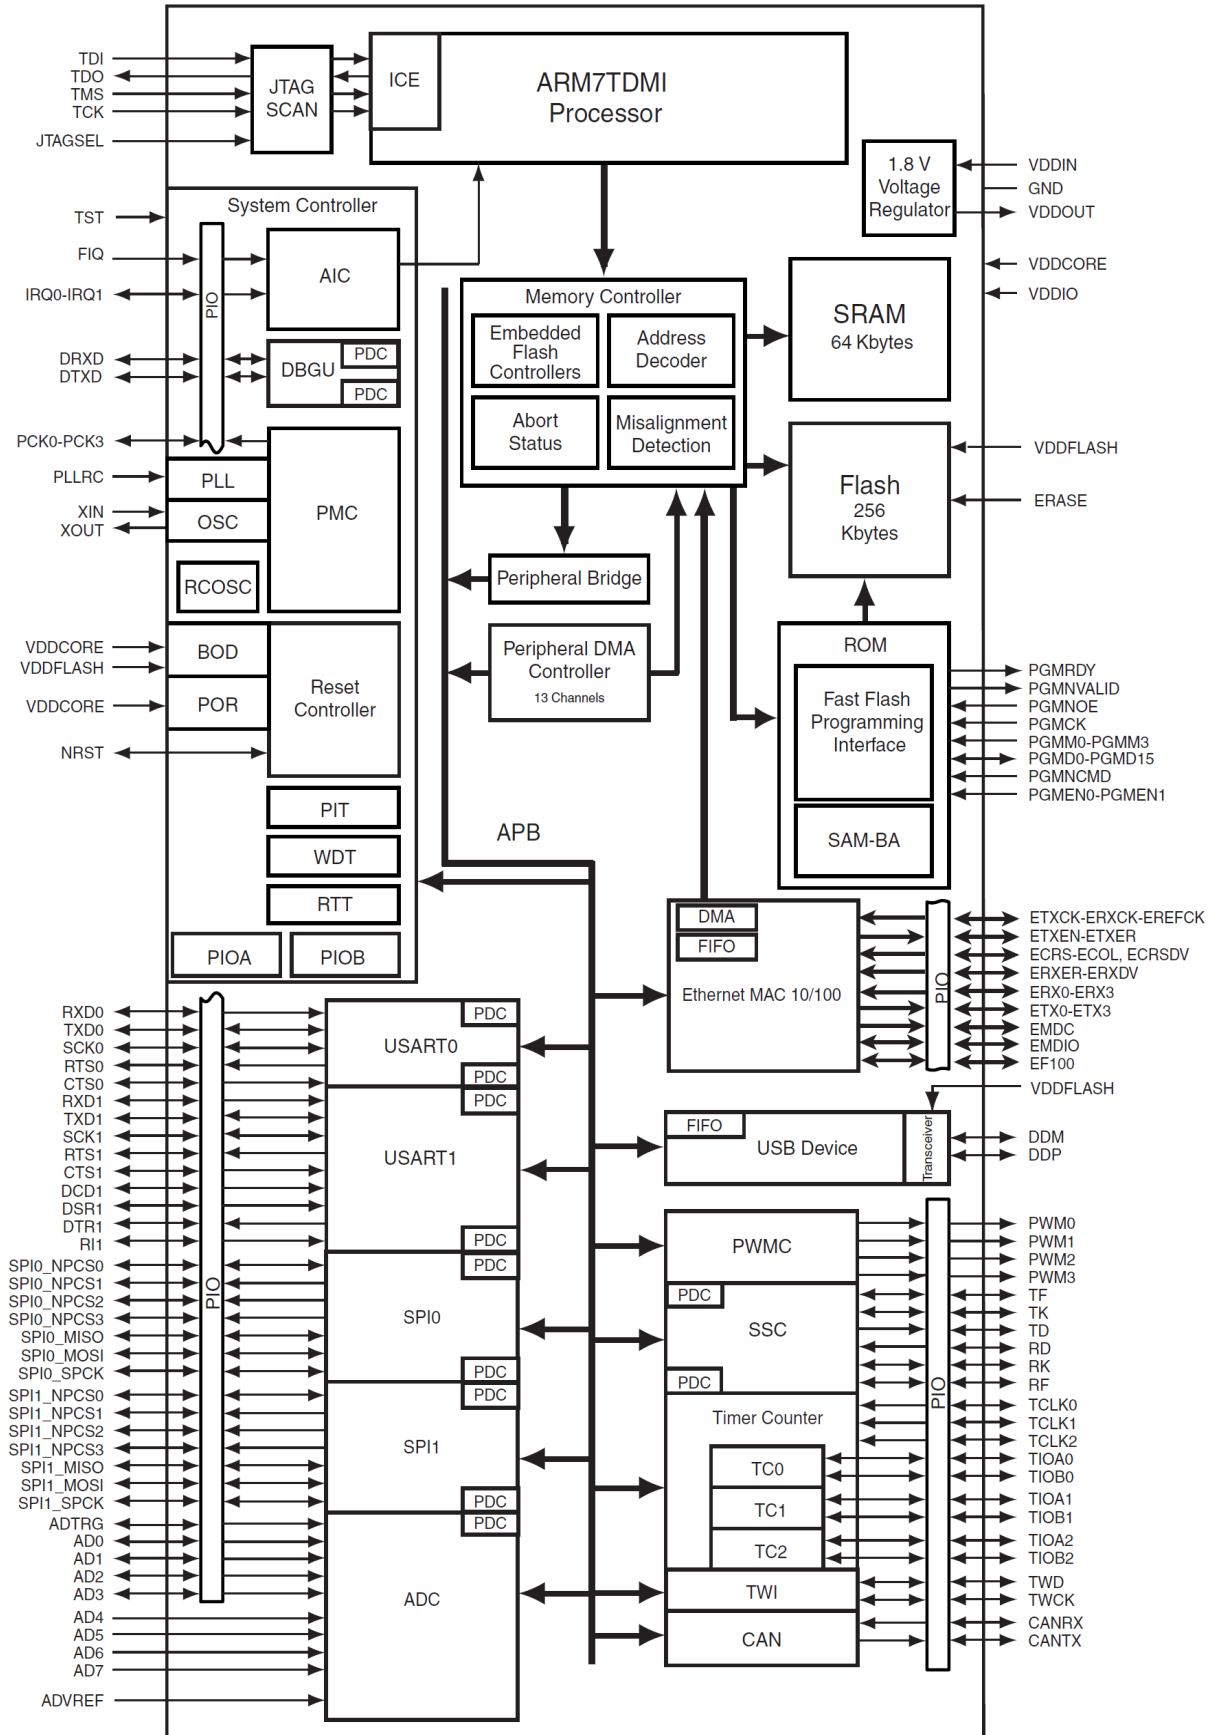 TDI
TDO
TMS
TCK
JTAGSEL
JTAG
SCAN
ICE
ARM7TDMI
Processor
1.8 V
Voltage
Regulator
VDDIN
GND
VDDOUT
VDDCORE
VDDIO
System Controller
TST
FIQ
IRQ0-IRQ1
PIO
AIC
DRXD
DTXD
DBGU
PDC
PDC
PCK0-PCK3
PLLRC
XIN
XOUT
PLL
OSC
RCOSC
PMC
VDDCORE
VDDFLASH
VDDCORE
NRST
BOD
POR
Reset
Controller
PIT
WDT
RTT
PIOA
PIOB
Memory Controller
Embedded
Flash
Controllers
Address
Decoder
Abort
Status
Misalignment
Detection
SRAM
64 Kbytes
Flash
256
Kbytes
VDDFLASH
ERASE
Peripheral Bridge
Peripheral DMA
Controller
13 Channels
APB
ROM
Fast Flash
Programming
Interface
SAM-BA
PGMRDY
PGMNVALID
PGMNOE
PGMCK
PGMM0-PGMM3
PGMD0-PGMD15
PGMNCMD
PGMEN0-PGMEN1
DMA
FIFO
Ethernet MAC 10/100
PIO
ETXCK-ERXCK-EREFCK
ETXEN-ETXER
ECRS-ECOL, ECRSDV
ERXER-ERXDV
ERX0-ERX3
ETX0-ETX3
EMDC
EMDIO
EF100
VDDFLASH
FIFO
USB Device
Transceiver
DDM
DDP
RXD0
TXD0
SCK0
RTS0
CTS0
RXD1
TXD1
SCK1
RTS1
CTS1
DCD1
DSR1
DTR1
RI1
SPI0_NPCS0
SPI0_NPCS1
SPI0_NPCS2
SPI0_NPCS3
SPI0_MISO
SPI0_MOSI
SPI0_SPCK
SPI1_NPCS0
SPI1_NPCS1
SPI1_NPCS2
SPI1_NPCS3
SPI1_MISO
SPI1_MOSI
SPI1_SPCK
ADTRG
AD0
AD1
AD2
AD3
AD4
AD5
AD6
AD7
ADVREF
PIO
PDC
USART0
PDC
PDC
USART1
PDC
PDC
SPI0
PDC
PDC
SPI1
PDC
PDC
ADC
PWMC
PDC
SSC
PDC
Timer Counter
TC0
TC1
TC2
TWI
CAN
PIO
PWM0
PWM1
PWM2
PWM3
TF
TK
TD
RD
RK
RF
TCLK0
TCLK1
TCLK2
TIOA0
TIOB0
TIOA1
TIOB1
TIOA2
TIOB2
TWD
TWCK
CANRX
CANTX